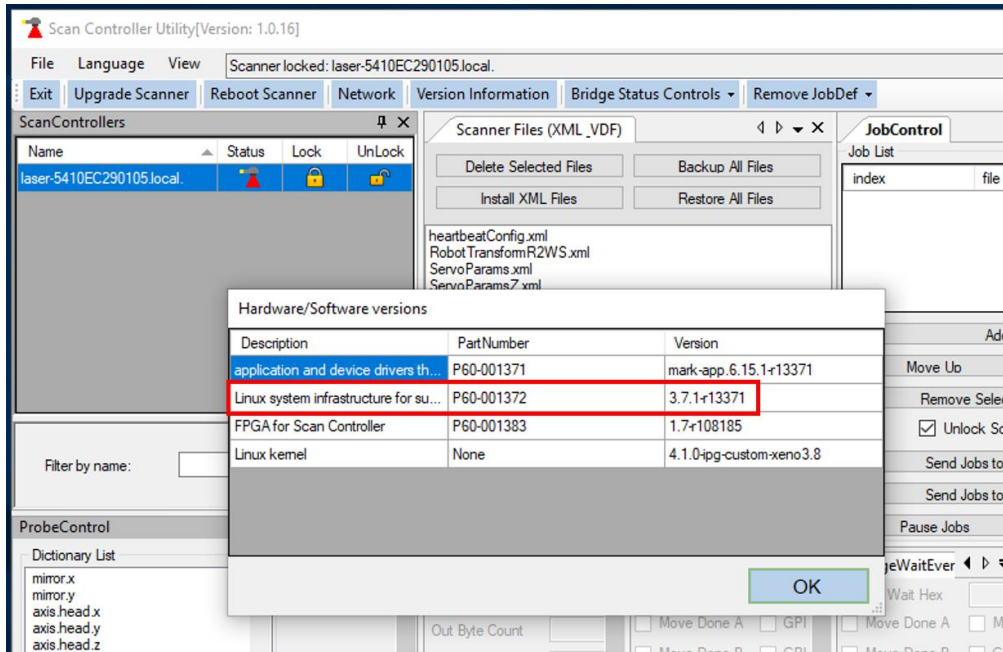 Scan Controller Utility[Version: 1.0.16]
File Language View Scanner locked: laser-5410EC290105.local.
Exit Upgrade Scanner Reboot Scanner Network Version Information Bridge Status Controls Remove JobDef
ScanControllers
Name Status Lock UnLock
laser-5410EC290105.local.
Scanner Files (XML_VDF)
Delete Selected Files Backup All Files
Install XML Files Restore All Files
heartbeatConfig.xml
RobotTransformR2WS.xml
ServoParams.xml
ServoParamsZ.xml
JobControl
Job List
index file
Hardware/Software versions
Description PartNumber Version
application and device drivers th... P60-001371 mark-app.6.15.1-r13371
Linux system infrastructure for su... P60-001372 3.7.1-r13371
FPGA for Scan Controller P60-001383 1.7-r108185
Linux kernel None 4.1.0-ipg-custom-xeno3.8
OK
Move Up
Remove Selec
Unlock Sc
Send Jobs to
Send Jobs to
Pause Jobs
Filter by name:
ProbeControl
Dictionary List
mirror.x
mirror.y
axis.head.x
axis.head.y
axis.head.z
Out Byte Count
Move Done A GPI
geWaitEver
Wait Hex
Move Done A M